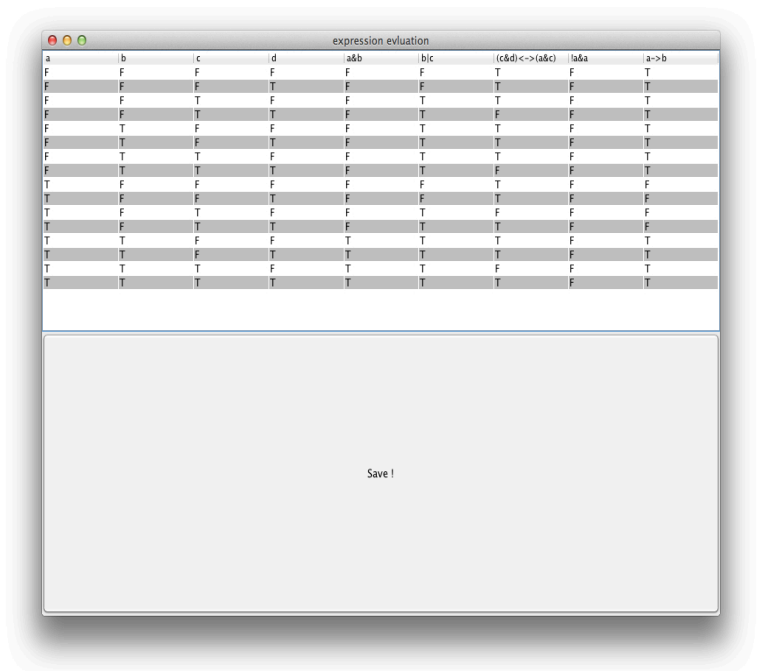 expression evluation
a b c d a&b b|c (c&d)<->(a&c) !a&a a->b
F F F F F F T F T
F F F T F F T F T
F F T F F T T F T
F F T T F T F F T
F T F F F T T F T
F T F T F T T F T
F T T F F T T F T
F T T T F T F F T
T F F F F F T F F
T F F T F F T F F
T F T F F T F F F
T F T T F T T F F
T T F F T T T F T
T T F T T T T F T
T T T F T T F F T
T T T T T T T F T
Save !